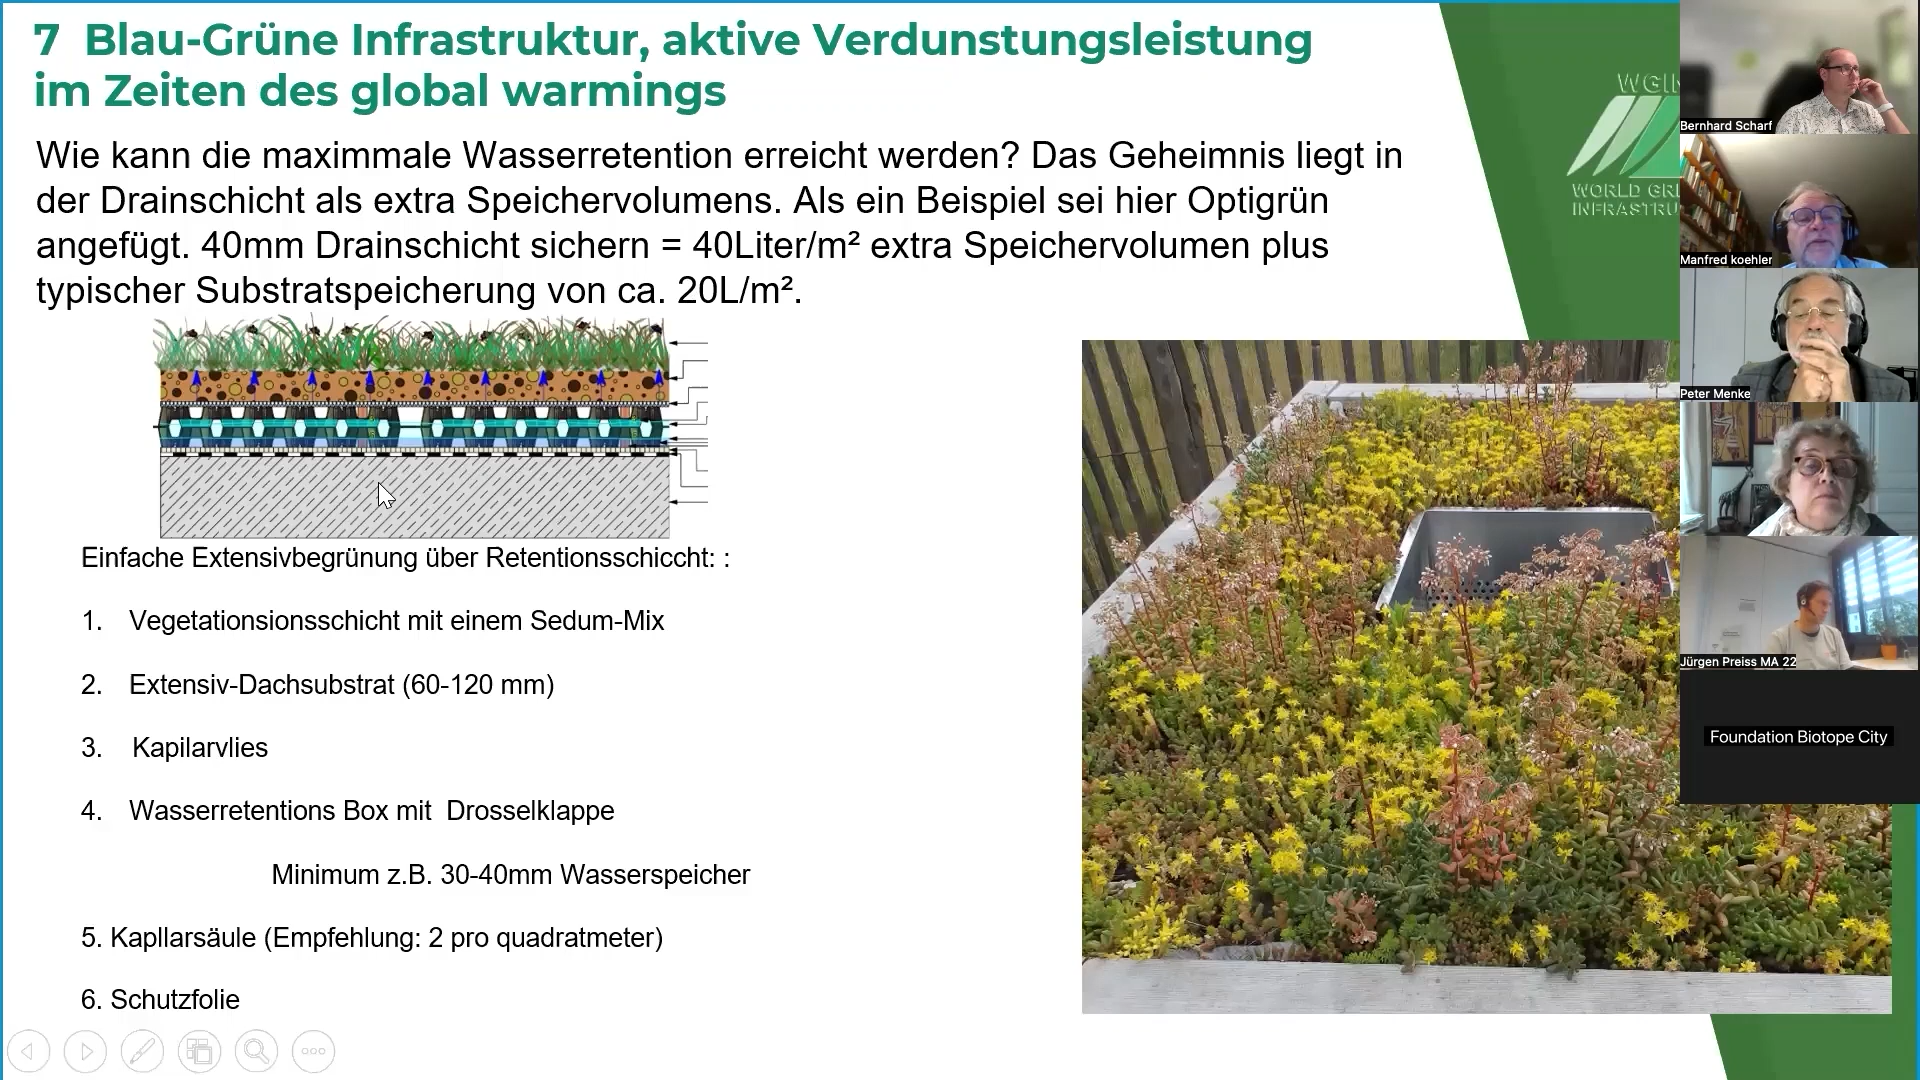 7 Blau-Grüne Infrastruktur, aktive Verdunstungsleistung
im Zeiten des global warmings
Wie kann die maximmale Wasserretention erreicht werden? Das Geheimnis liegt in
der Drainschicht als extra Speichervolumens. Als ein Beispiel sei hier Optigrün
angefügt. 40mm Drainschicht sichern = 40Liter/m² extra Speichervolumen plus
typischer Substratspeicherung von ca. 20L/m².
Einfache Extensivbegrünung über Retentionsschiccht: :
1. Vegetationsionsschicht mit einem Sedum-Mix
2. Extensiv-Dachsubstrat (60-120 mm)
3. Kapilarvlies
4. Wasserretentions Box mit Drosselklappe
Minimum z.B. 30-40mm Wasserspeicher
5. Kapllarsäule (Empfehlung: 2 pro quadratmeter)
6. Schutzfolie
WORLD
Bernhard Scharf
Manfred koehler
Peter Menke
Jürgen Preiss MA 22
Foundation Biotope City